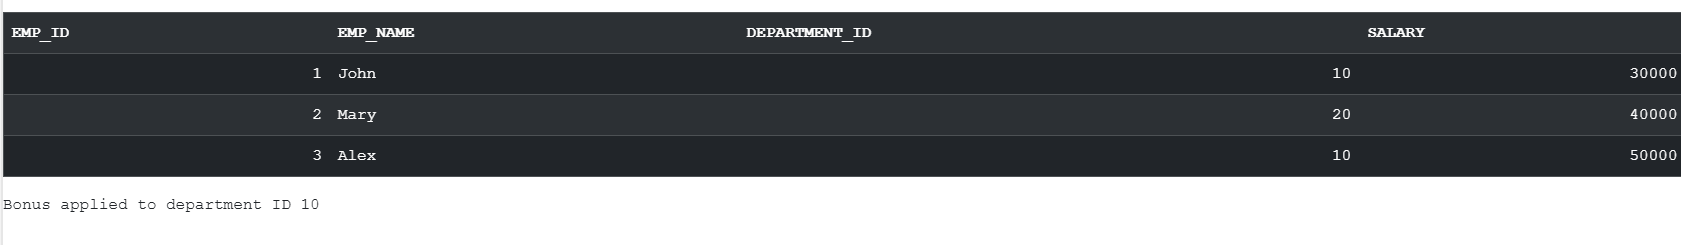 EMP_ID EMP_NAME DEPARTMENT_ID SALARY
1 John 10 30000
2 Mary 20 40000
3 Alex 10 50000
Bonus applied to department ID 10